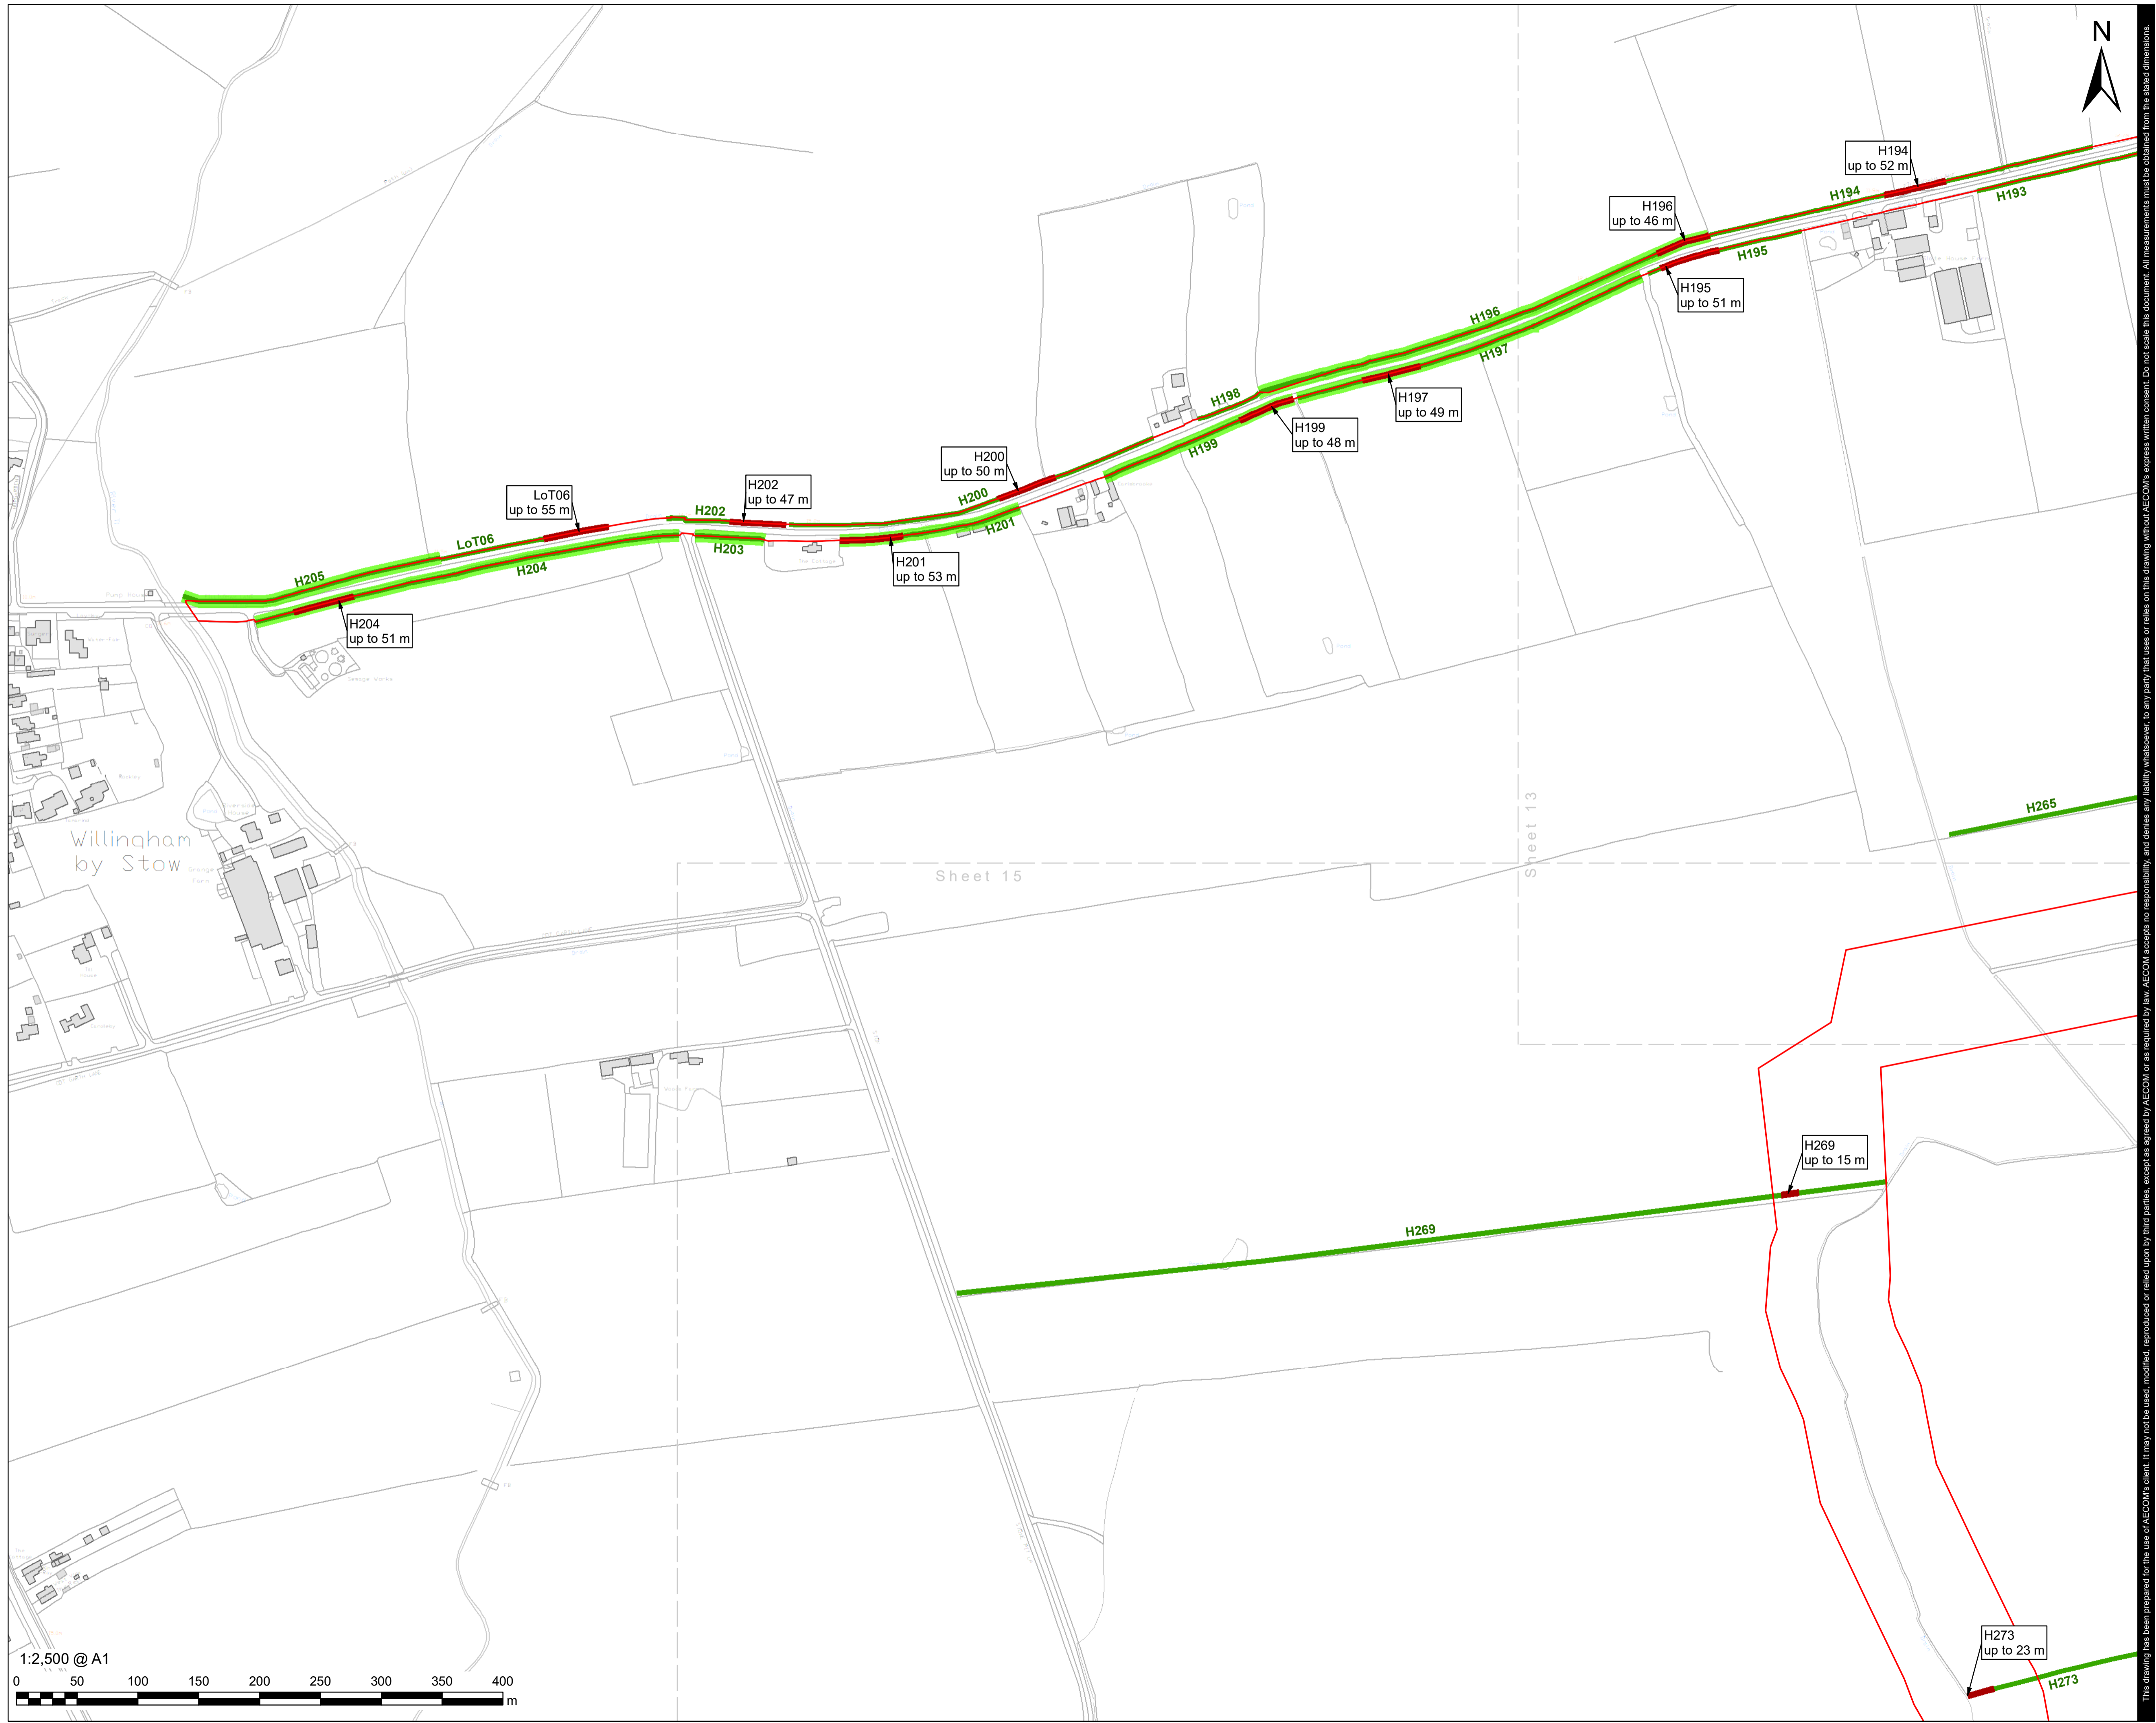 N
H194
up to 52 m
H194
H193
H196
up to 46 m
H195
H195
up to 51 m
H196
H197
H197
up to 49 m
H198
H199
up to 48 m
H199
H200
up to 50 m
H200
H201
H201
up to 53 m
H202
up to 47 m
H202
H203
LoT06
up to 55 m
LoT06
H204
H205
H204
up to 51 m
Pond
Pond
Sewage Works
The Cottage
Willingham
by Stow
Sheet 15
Sheet 13
H265
H269
up to 15 m
H269
H273
up to 23 m
H273
1:2,500 @ A1
0 50 100 150 200 250 300 350 400
m
This drawing has been prepared for the use of AECOM's client. It may not be used, modified, reproduced or relied upon by third parties, except as agreed by AECOM or as required by law. AECOM accepts no responsibility, and denies any liability whatsoever, to any party that uses or relies on this drawing without AECOM's express written consent. Do not scale this document. All measurements must be obtained from the stated dimensions.